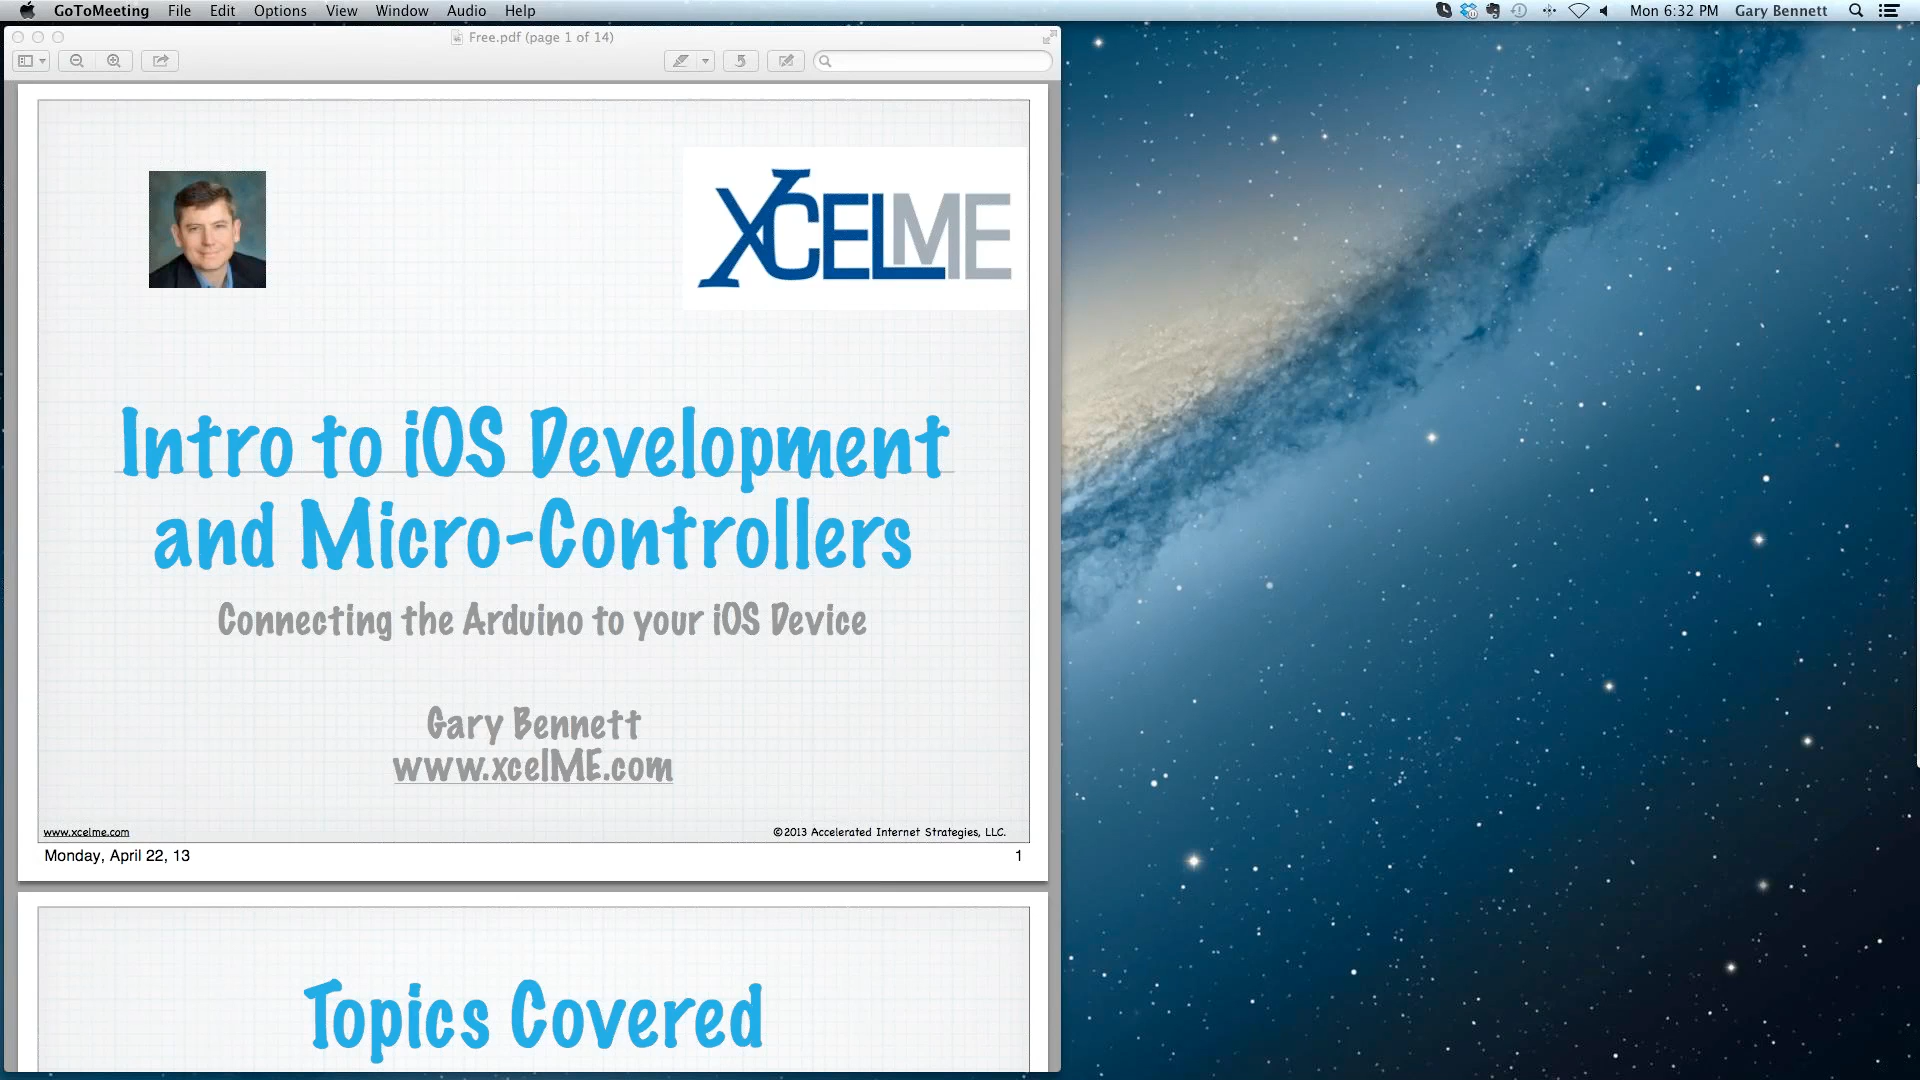 GoToMeeting File Edit Options View Window Audio Help Mon 6:32 PM Gary Bennett
Free.pdf (page 1 of 14)
XCELME
Intro to iOS Development
and Micro-Controllers
Connecting the Arduino to your iOS Device
Gary Bennett
www.xcelME.com
www.xcelme.com ©2013 Accelerated Internet Strategies, LLC.
Monday, April 22, 13 1
Topics Covered